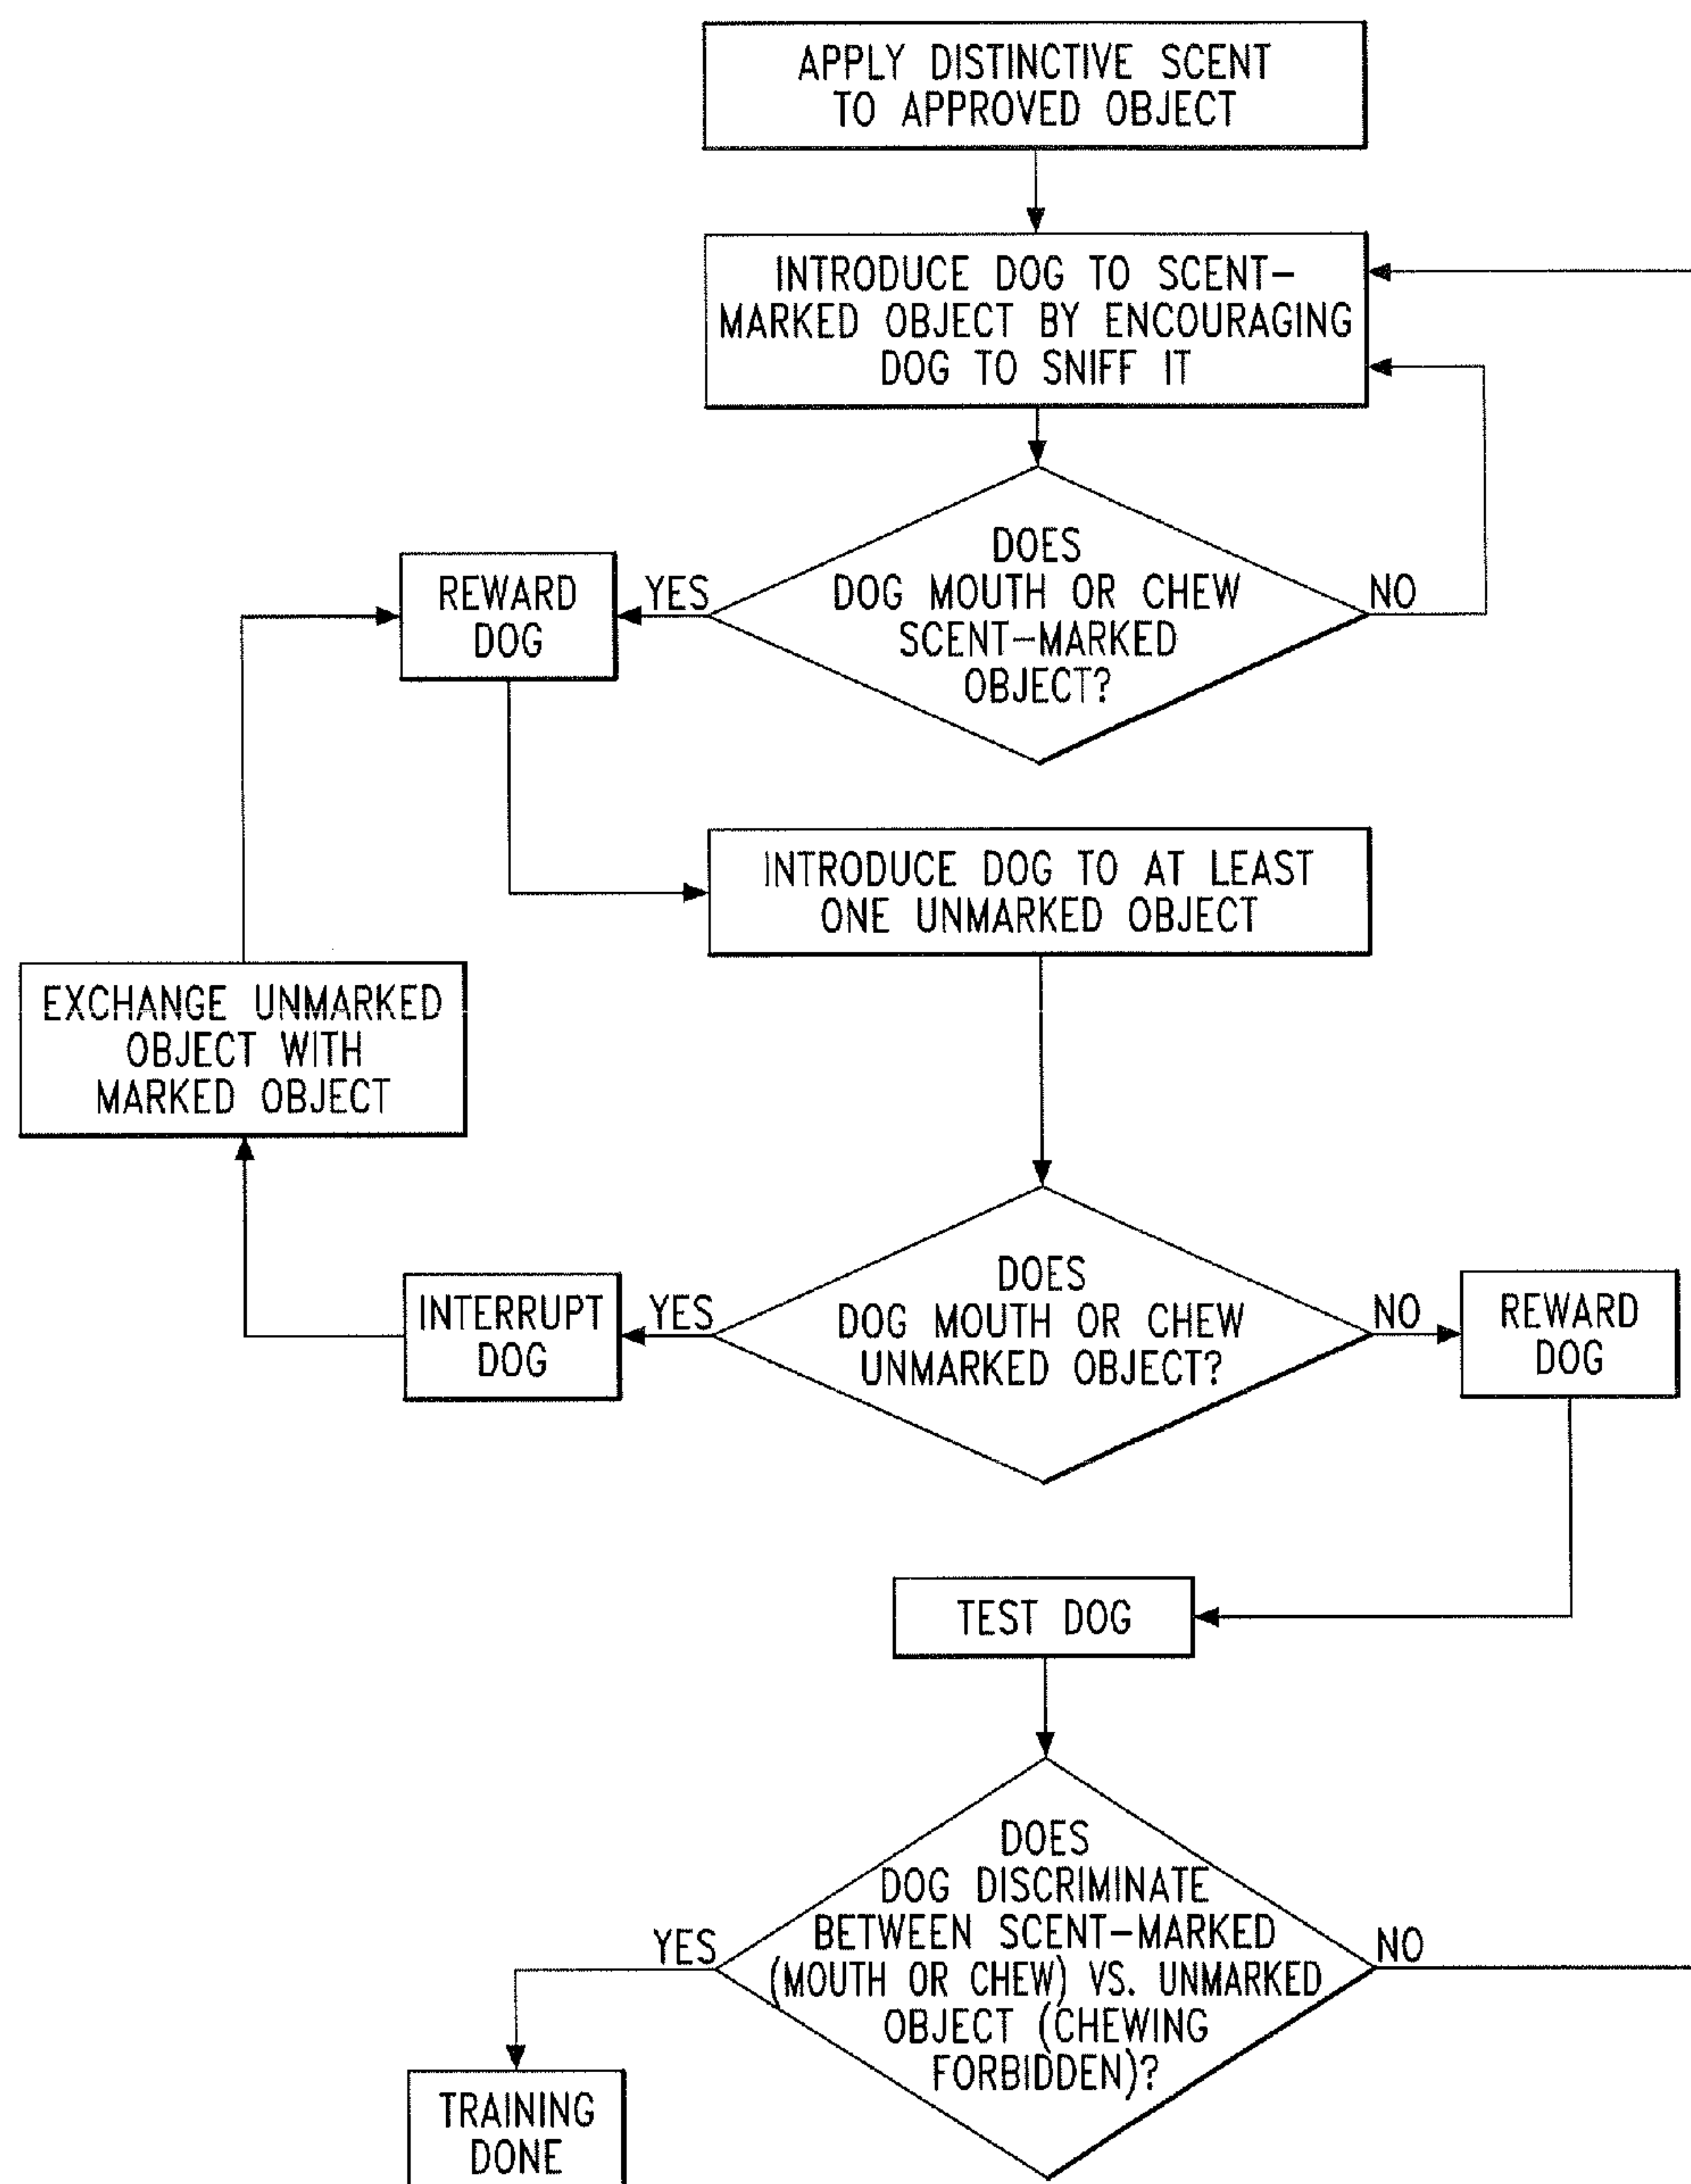 APPLY DISTINCTIVE SCENT
TO APPROVED OBJECT
INTRODUCE DOG TO SCENT-
MARKED OBJECT BY ENCOURAGING
DOG TO SNIFF IT
DOES
DOG MOUTH OR CHEW
SCENT-MARKED
OBJECT?
YES
NO
REWARD
DOG
INTRODUCE DOG TO AT LEAST
ONE UNMARKED OBJECT
EXCHANGE UNMARKED
OBJECT WITH
MARKED OBJECT
DOES
DOG MOUTH OR CHEW
UNMARKED OBJECT?
YES
NO
INTERRUPT
DOG
REWARD
DOG
TEST DOG
DOES
DOG DISCRIMINATE
BETWEEN SCENT-MARKED
(MOUTH OR CHEW) VS. UNMARKED
OBJECT (CHEWING
FORBIDDEN)?
YES
NO
TRAINING
DONE